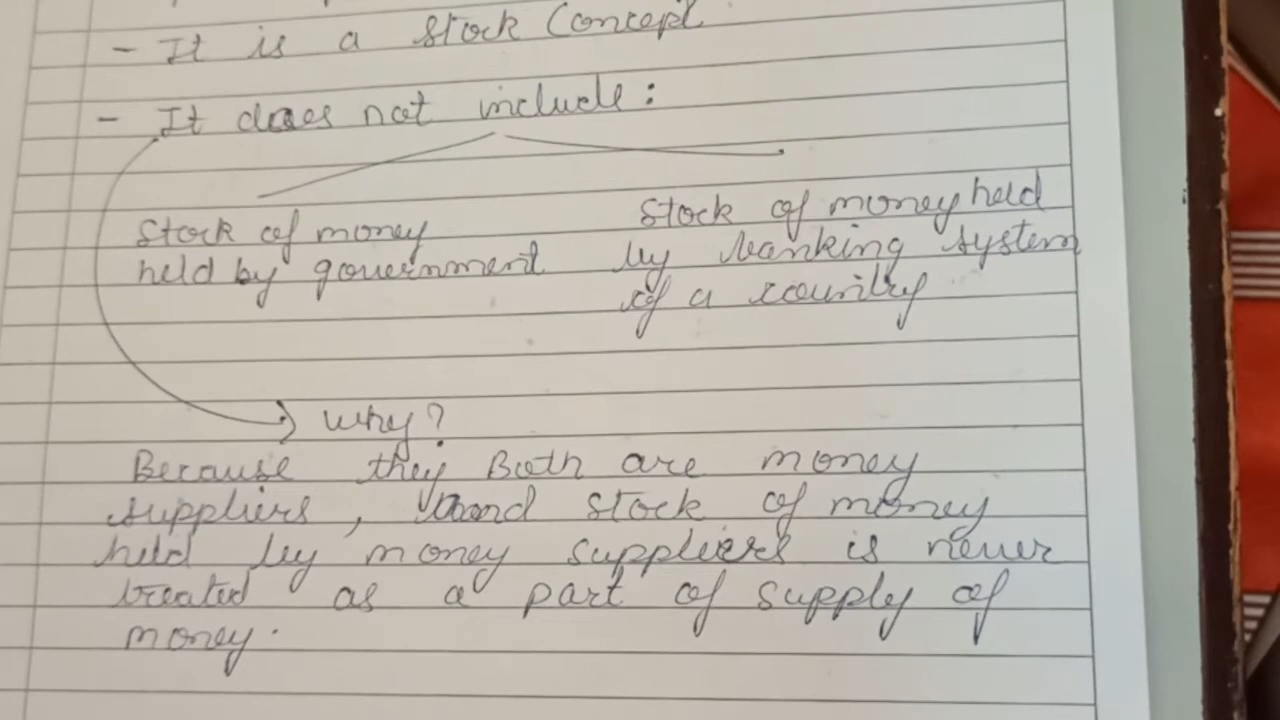 - It is a Stock Concept
- It does not include:
Stock of money
held by government
Stock of money held
by banking system
of a country
Why?
Because they Both are money
suppliers, and stock of money
held by money suppliers is never
treated as a part of supply of
money.